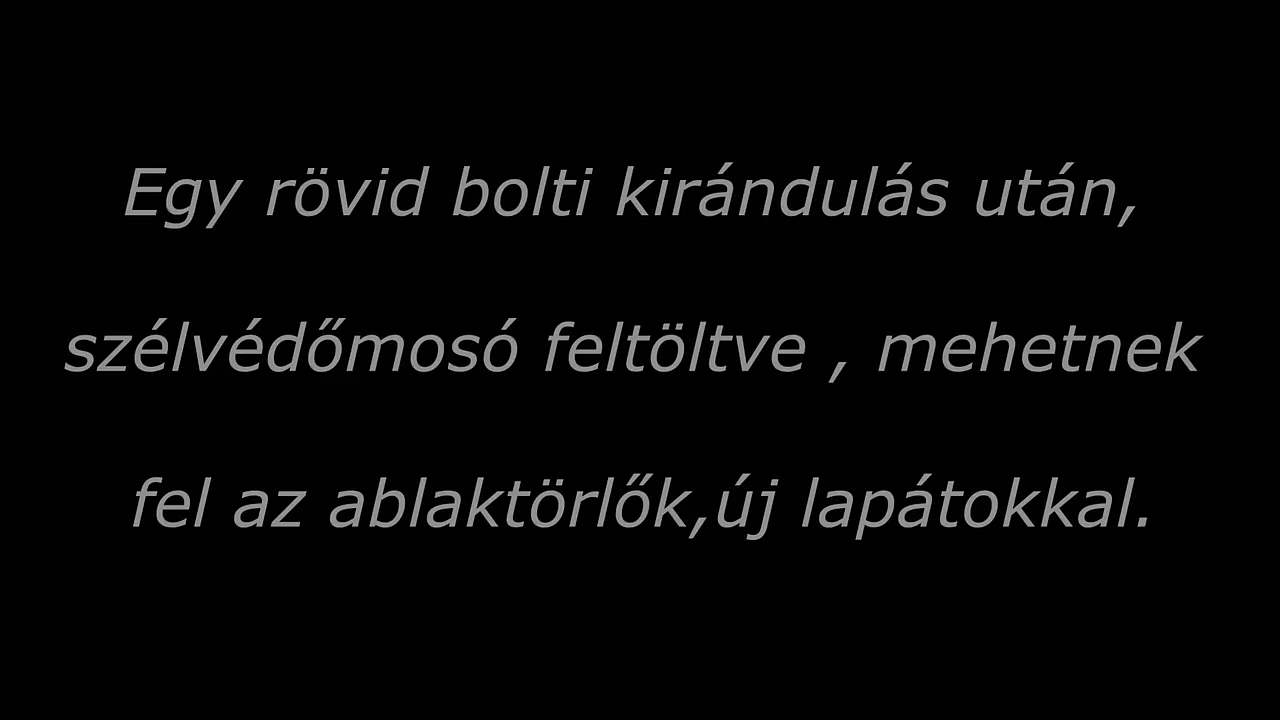 Egy rövid bolti kirándulás után,
szélvédőmosó feltöltve , mehetnek
fel az ablaktörlők,új lapátokkal.